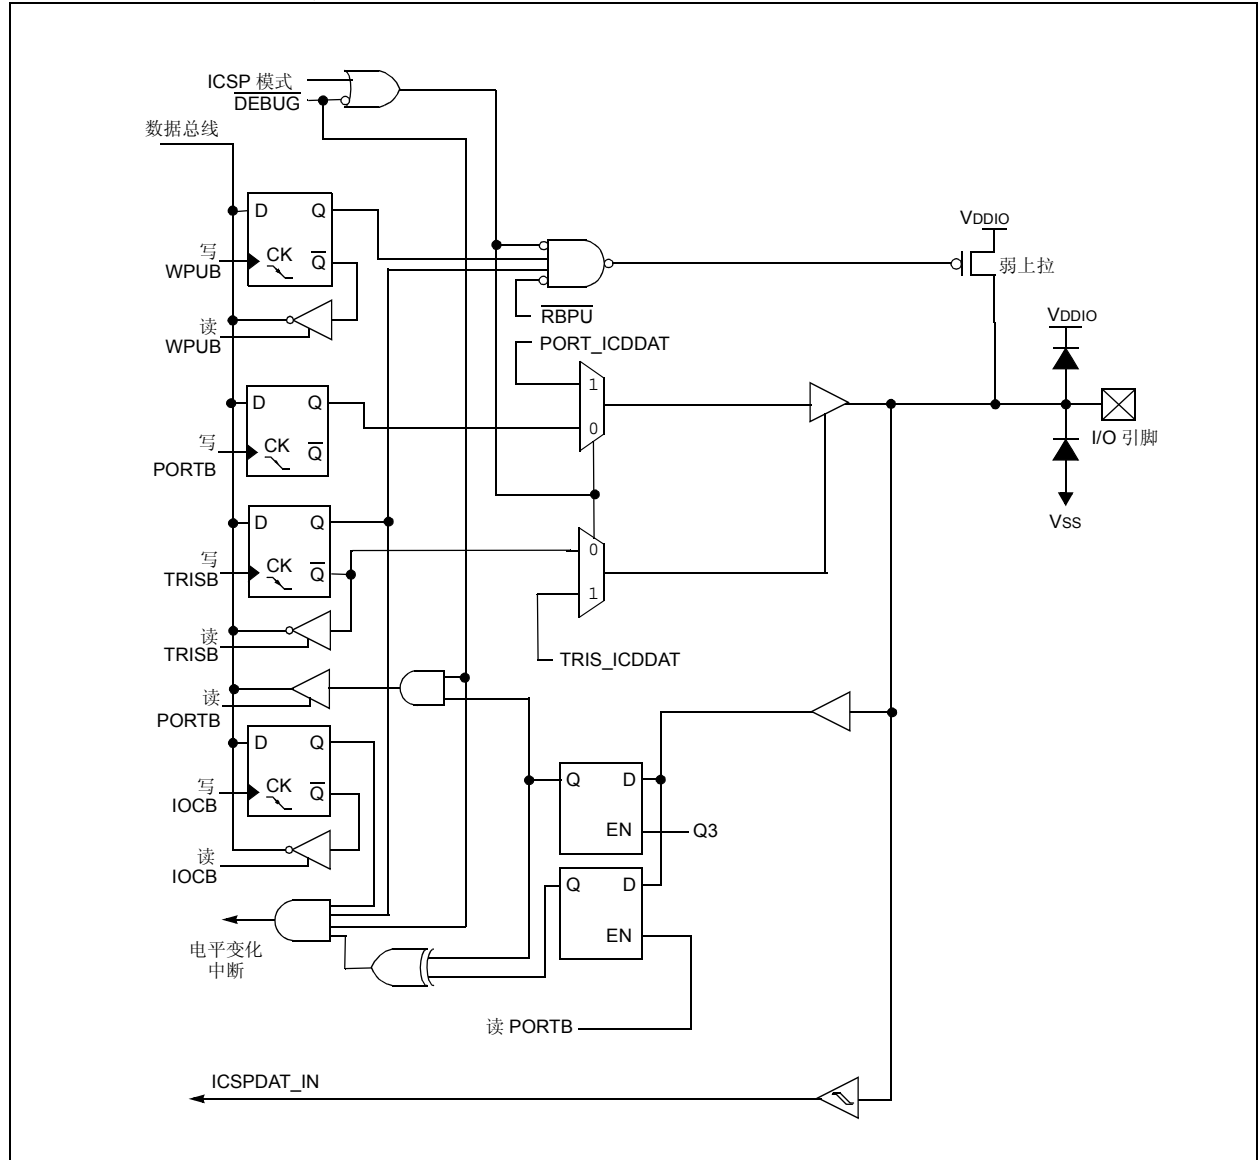 ICSP 模式
DEBUG
数据总线
D Q
写
WPUB
CK Q
读
WPUB
VDDIO
弱上拉
RBPU
PORT_ICDDAT
1
0
VDDIO
I/O 引脚
VSS
D Q
写
PORTB
CK Q
D Q
写
TRISB
CK Q
0
1
读
TRISB
TRIS_ICDDAT
读
PORTB
D Q
写
IOCB
CK Q
读
IOCB
Q D
EN
Q3
Q D
EN
电平变化
中断
读 PORTB
ICSPDAT_IN